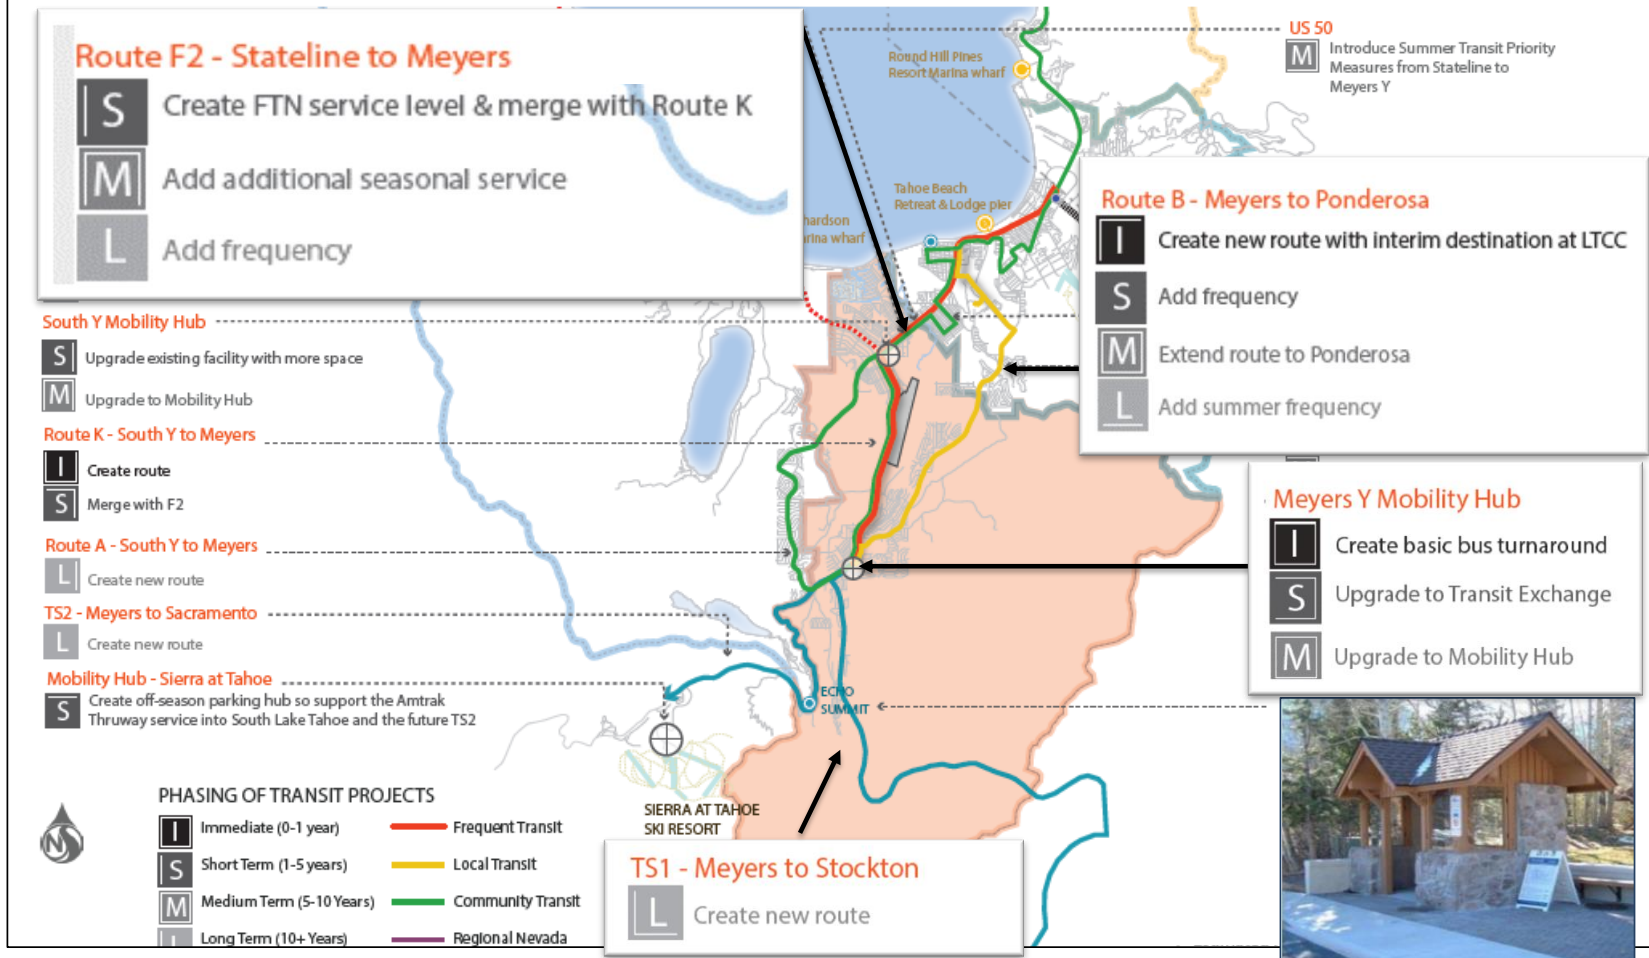 Route F2 - Stateline to Meyers
S Create FTN service level & merge with Route K
M Add additional seasonal service
L Add frequency
US 50
M Introduce Summer Transit Priority
Measures from Stateline to
Meyers Y
Round Hill Pines
Resort Marina wharf
Tahoe Beach
Retreat & Lodge pier
wharf
Route B - Meyers to Ponderosa
I Create new route with interim destination at LTCC
S Add frequency
M Extend route to Ponderosa
L Add summer frequency
South Y Mobility Hub
S Upgrade existing facility with more space
M Upgrade to Mobility Hub
Route K - South Y to Meyers
I Create route
S Merge with F2
Route A - South Y to Meyers
L Create new route
TS2 - Meyers to Sacramento
L Create new route
Mobility Hub - Sierra at Tahoe
S Create off-season parking hub so support the Amtrak
Thruway service into South Lake Tahoe and the future TS2
Meyers Y Mobility Hub
I Create basic bus turnaround
S Upgrade to Transit Exchange
M Upgrade to Mobility Hub
ECHO
SUMMIT
SIERRA AT TAHOE
SKI RESORT
PHASING OF TRANSIT PROJECTS
I Immediate (0-1 year)
Frequent Transit
S Short Term (1-5 years)
Local Transit
M Medium Term (5-10 Years)
Community Transit
L Long Term (10+ Years)
Regional Nevada
N
TS1 - Meyers to Stockton
L Create new route